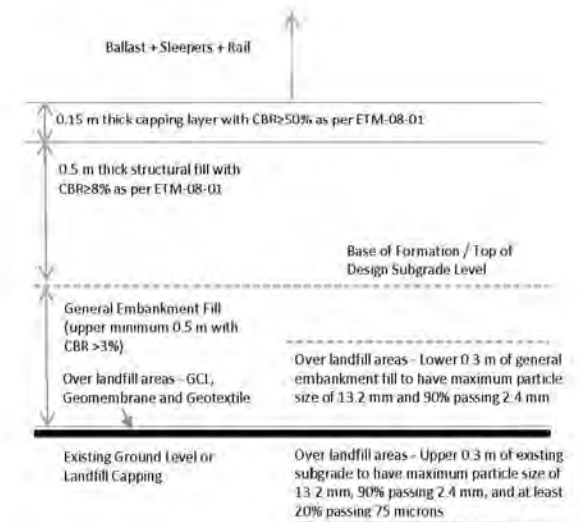 Ballast + Sleepers + Rail
0.15 m thick capping layer with CBR≥50% as per ETM-08-01
0.5 m thick structural fill with
CBR≥8% as per ETM-08-01
Base of Formation / Top of
Design Subgrade Level
General Embankment Fill
(upper minimum 0.5 m with
CBR >3%)
Over landfill areas - GCL,
Geomembrane and Geotextile
Over landfill areas - Lower 0.3 m of general
embankment fill to have maximum particle
size of 13.2 mm and 90% passing 2.4 mm
Existing Ground Level or
Landfill Capping
Over landfill areas - Upper 0.3 m of existing
subgrade to have maximum particle size of
13.2 mm, 90% passing 2.4 mm, and at least
20% passing 75 microns